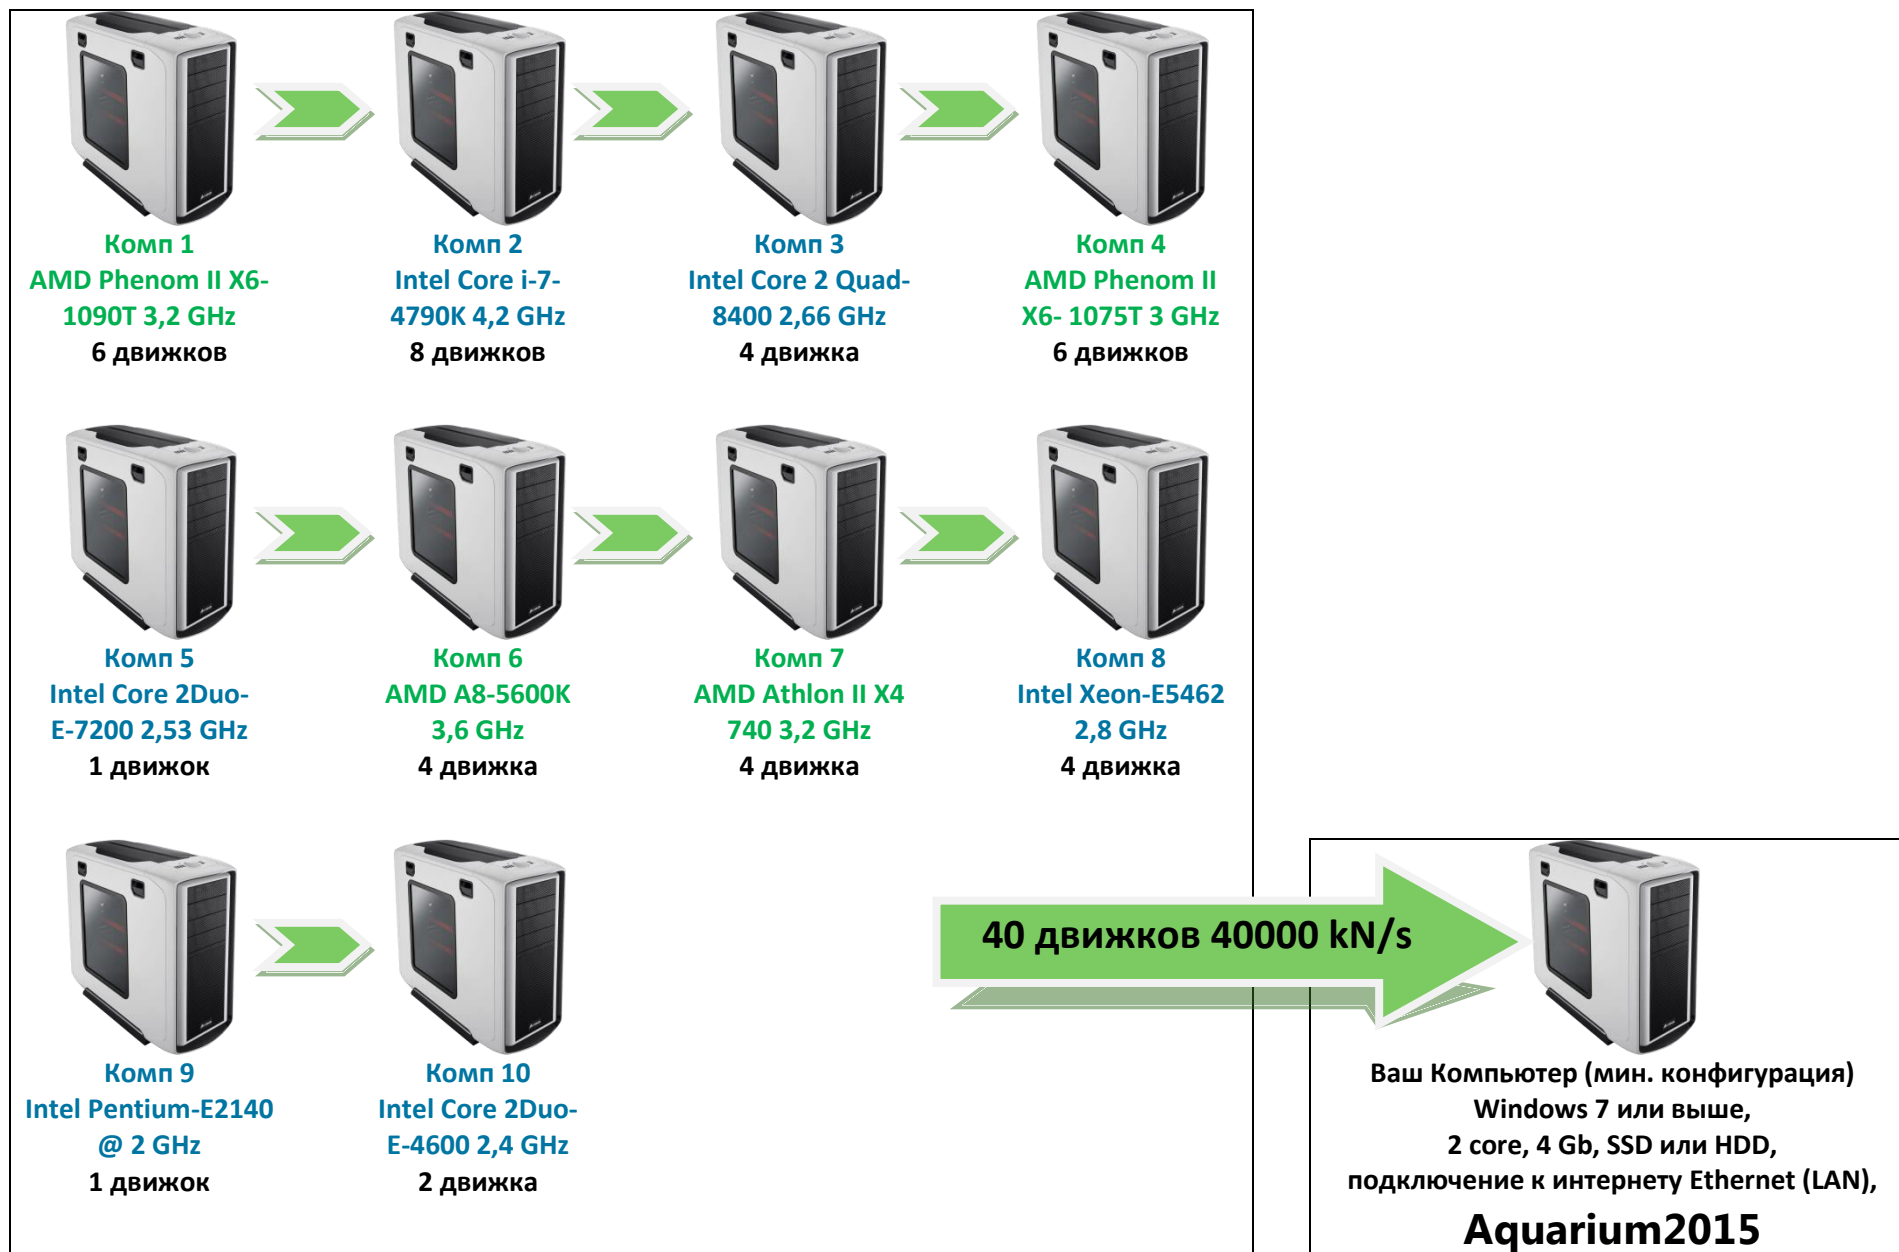 Комп 1
AMD Phenom II X6-
1090T 3,2 GHz
6 движков
Комп 2
Intel Core i-7-
4790K 4,2 GHz
8 движков
Комп 3
Intel Core 2 Quad-
8400 2,66 GHz
4 движка
Комп 4
AMD Phenom II
X6- 1075T 3 GHz
6 движков
Комп 5
Intel Core 2Duo-
E-7200 2,53 GHz
1 движок
Комп 6
AMD A8-5600K
3,6 GHz
4 движка
Комп 7
AMD Athlon II X4
740 3,2 GHz
4 движка
Комп 8
Intel Xeon-E5462
2,8 GHz
4 движка
Комп 9
Intel Pentium-E2140
@ 2 GHz
1 движок
Комп 10
Intel Core 2Duo-
E-4600 2,4 GHz
2 движка
40 движков 40000 kN/s
Ваш Компьютер (мин. конфигурация)
Windows 7 или выше,
2 core, 4 Gb, SSD или HDD,
подключение к интернету Ethernet (LAN),
Aquarium2015